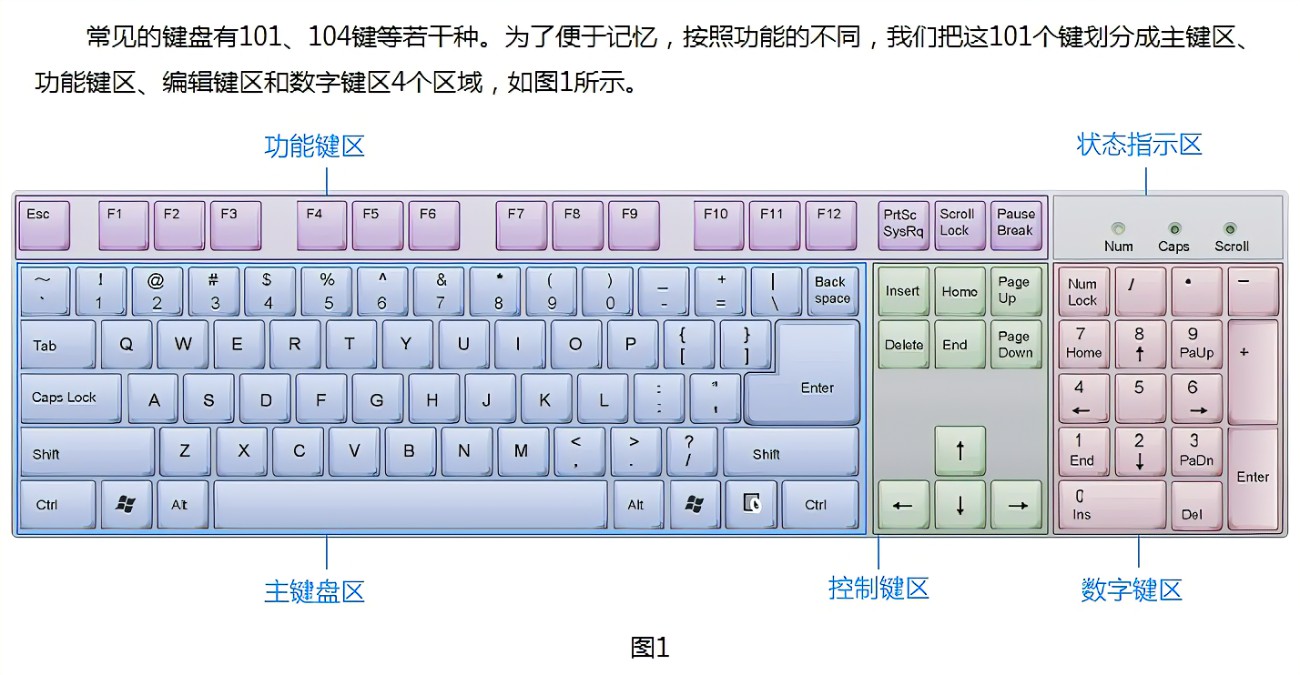 常见的键盘有101、104键等若干种。为了便于记忆，按照功能的不同，我们把这101个键划分成主键区、
功能键区、编辑键区和数字键区4个区域，如图1所示。
功能键区
状态指示区
Esc F1 F2 F3 F4 F5 F6 F7 F8 F9 F10 F11 F12 PrtSc Scroll Pause
SysRq Lock Break
Num Caps Scroll
~ ! @ # $ % ^ & * ( ) _ + | Back
` 1 2 3 4 5 6 7 8 9 0 - = \ space
Insert Home Page Up
Num Lock / * −
Tab Q W E R T Y U I O P { [ } ]
Delete End Page Down
7 Home 8 ↑ 9 PaUp +
Caps Lock A S D F G H J K L : ; " ' Enter
4 ← 5 6 →
Shift Z X C V B N M < , > . ? / Shift
↑
1 End 2 ↓ 3 PaDn Enter
Ctrl Alt Alt Ctrl
← ↓ →
0 Ins Del
主键盘区
控制键区
数字键区
图1